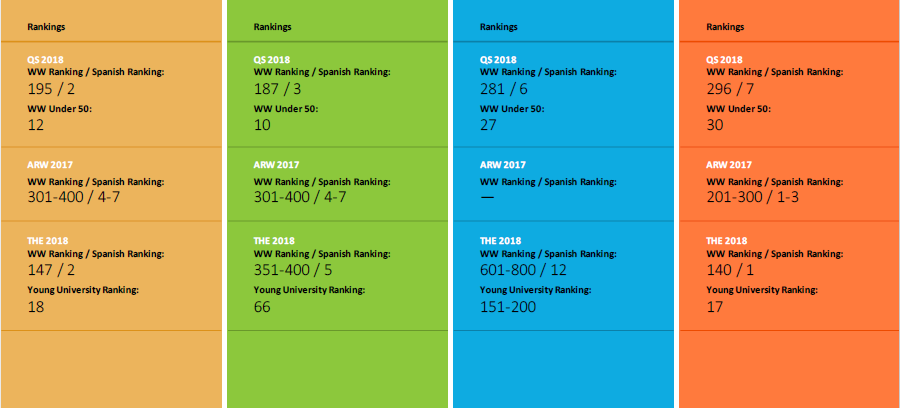 Rankings
QS 2018
WW Ranking / Spanish Ranking:
195 / 2
WW Under 50:
12
ARW 2017
WW Ranking / Spanish Ranking:
301-400 / 4-7
THE 2018
WW Ranking / Spanish Ranking:
147 / 2
Young University Ranking:
18
Rankings
QS 2018
WW Ranking / Spanish Ranking:
187 / 3
WW Under 50:
10
ARW 2017
WW Ranking / Spanish Ranking:
301-400 / 4-7
THE 2018
WW Ranking / Spanish Ranking:
351-400 / 5
Young University Ranking:
66
Rankings
QS 2018
WW Ranking / Spanish Ranking:
281 / 6
WW Under 50:
27
ARW 2017
WW Ranking / Spanish Ranking:
—
THE 2018
WW Ranking / Spanish Ranking:
601-800 / 12
Young University Ranking:
151-200
Rankings
QS 2018
WW Ranking / Spanish Ranking:
296 / 7
WW Under 50:
30
ARW 2017
WW Ranking / Spanish Ranking:
201-300 / 1-3
THE 2018
WW Ranking / Spanish Ranking:
140 / 1
Young University Ranking:
17